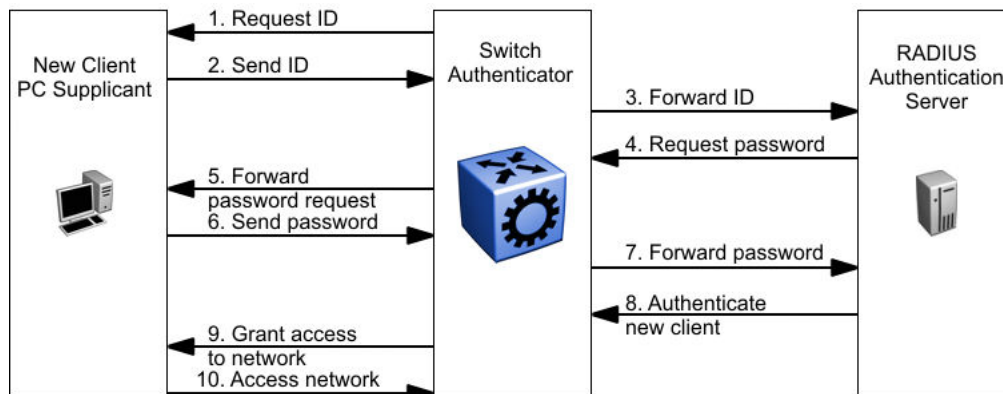 New Client
PC Supplicant
Switch
Authenticator
RADIUS
Authentication
Server
1. Request ID
2. Send ID
3. Forward ID
4. Request password
5. Forward
password request
6. Send password
7. Forward password
8. Authenticate
new client
9. Grant access
to network
10. Access network